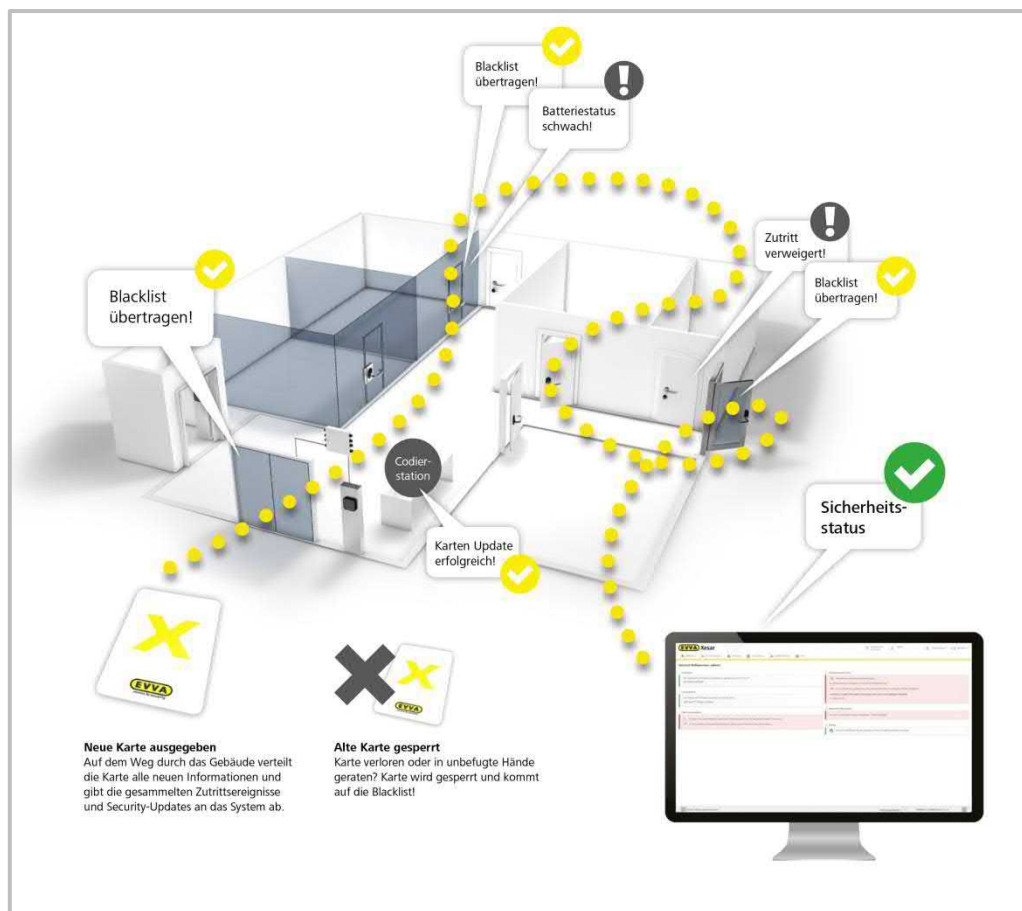 Blacklist
übertragen!
Batteriestatus
schwach!
Zutritt
verweigert!
Blacklist
übertragen!
Blacklist
übertragen!
Codier-
station
Karten Update
erfolgreich!
Sicherheits-
status
EVVA
EVVA
EVVA Xesar
Neue Karte ausgegeben
Auf dem Weg durch das Gebäude verteilt
die Karte alle neuen Informationen und
gibt die gesammelten Zutrittsereignisse
und Security-Updates an das System ab.
Alte Karte gesperrt
Karte verloren oder in unbefugte Hände
geraten? Karte wird gesperrt und kommt
auf die Blacklist!